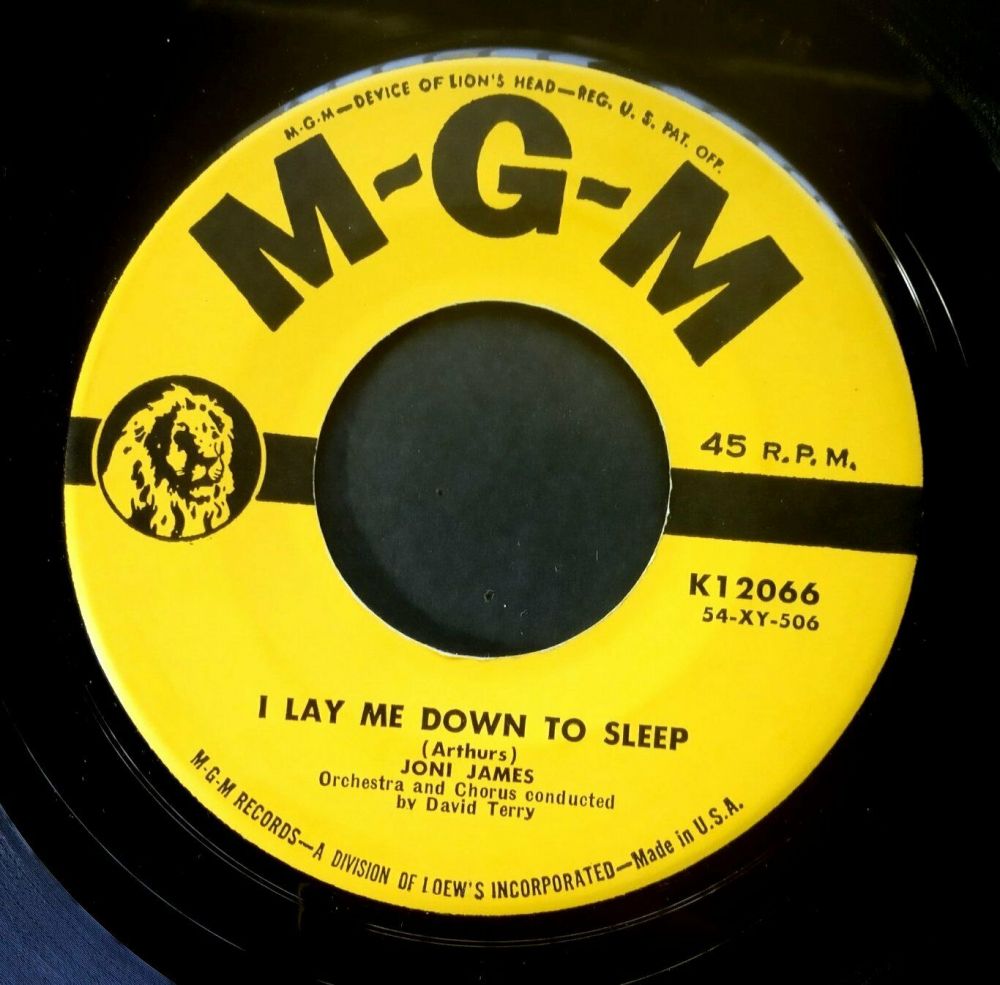 M-G-M—DEVICE OF LION'S HEAD—REG. U. S. PAT. OFF.
M-G-M
45 R.P.M.
K12066
54-XY-506
I LAY ME DOWN TO SLEEP
(Arthurs)
JONI JAMES
Orchestra and Chorus conducted
by David Terry
M-G-M RECORDS—A DIVISION OF LOEW'S INCORPORATED—Made in U.S.A.